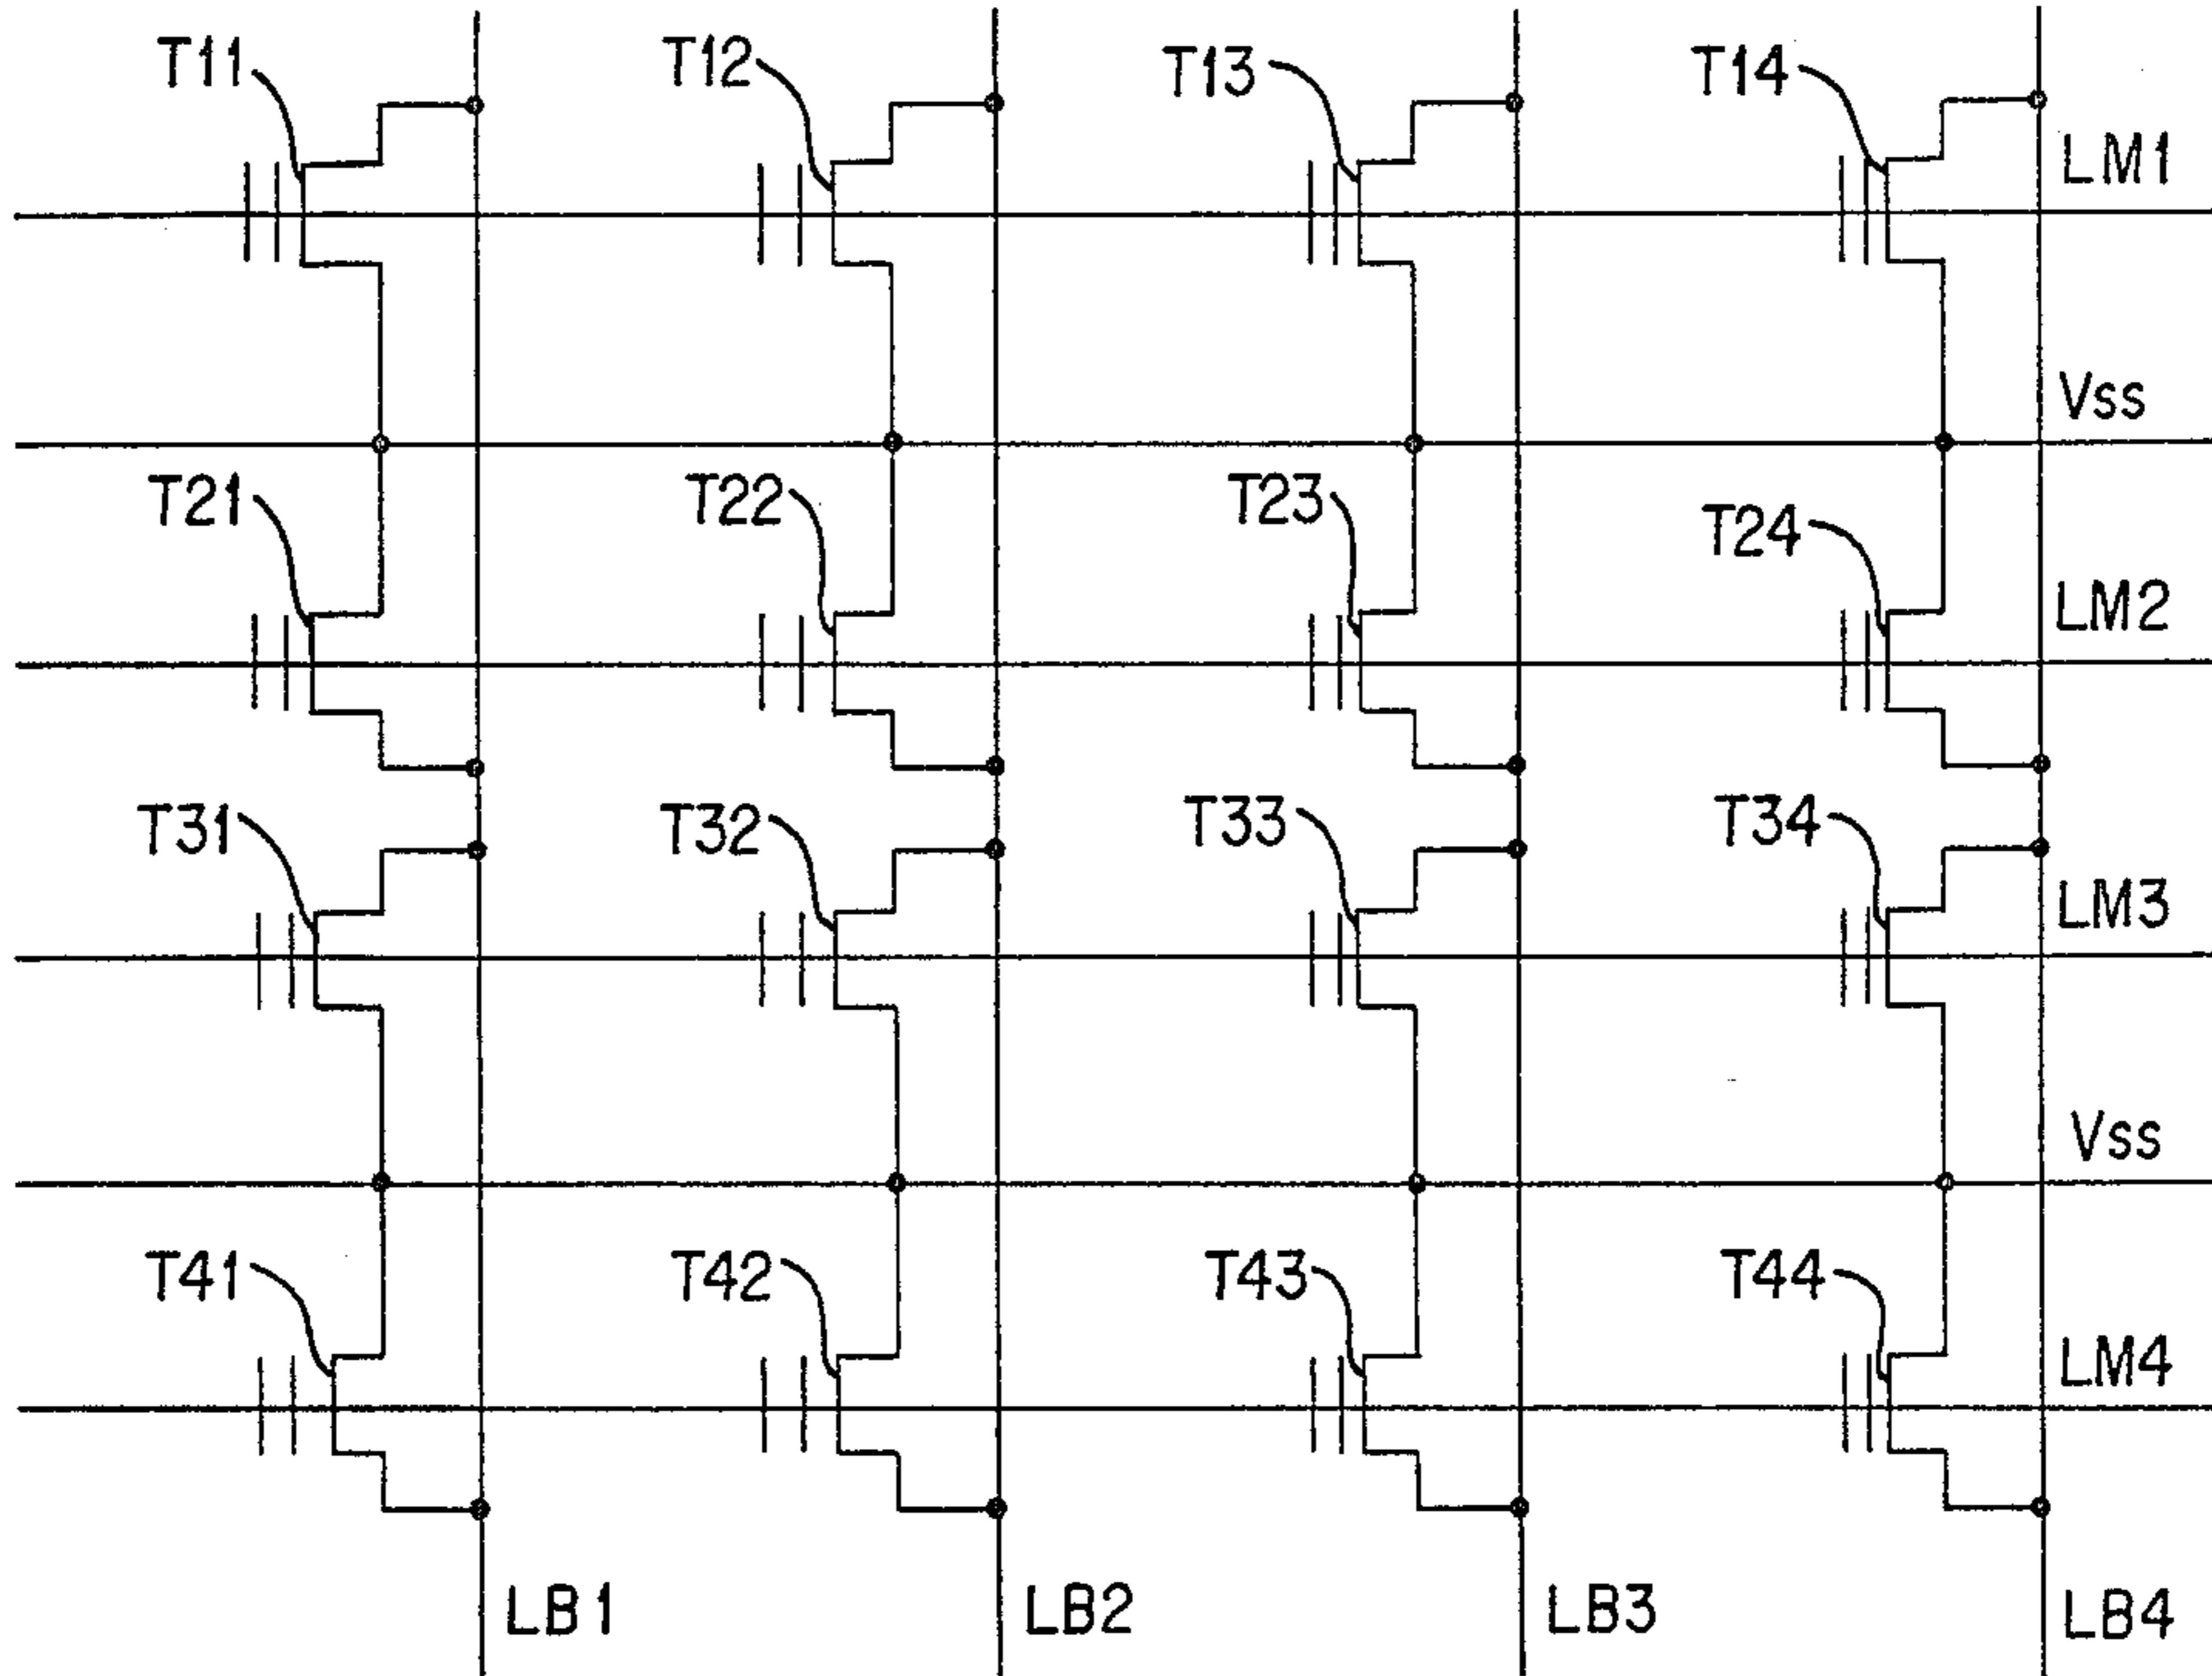 T11
T12
T13
T14
LM1
Vss
T21
T22
T23
T24
LM2
T31
T32
T33
T34
LM3
Vss
T41
T42
T43
T44
LM4
LB1
LB2
LB3
LB4